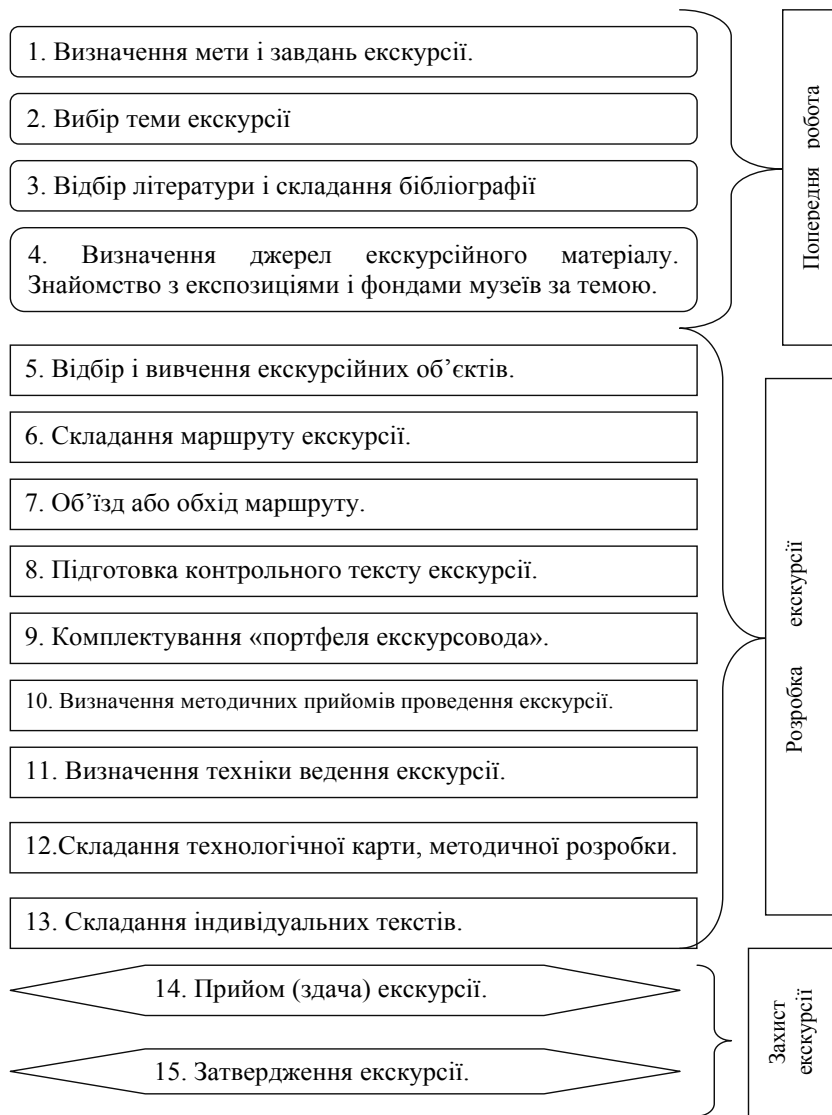 1. Визначення мети і завдань екскурсії.
2. Вибір теми екскурсії
3. Відбір літератури і складання бібліографії
4. Визначення джерел екскурсійного матеріалу.
Знайомство з експозиціями і фондами музеїв за темою.
Попередня робота
5. Відбір і вивчення екскурсійних об’єктів.
6. Складання маршруту екскурсії.
7. Об’їзд або обхід маршруту.
8. Підготовка контрольного тексту екскурсії.
9. Комплектування «портфеля екскурсовода».
10. Визначення методичних прийомів проведення екскурсії.
11. Визначення техніки ведення екскурсії.
12.Складання технологічної карти, методичної розробки.
13. Складання індивідуальних текстів.
Розробка екскурсії
14. Прийом (здача) екскурсії.
15. Затвердження екскурсії.
Захист
екскурсії